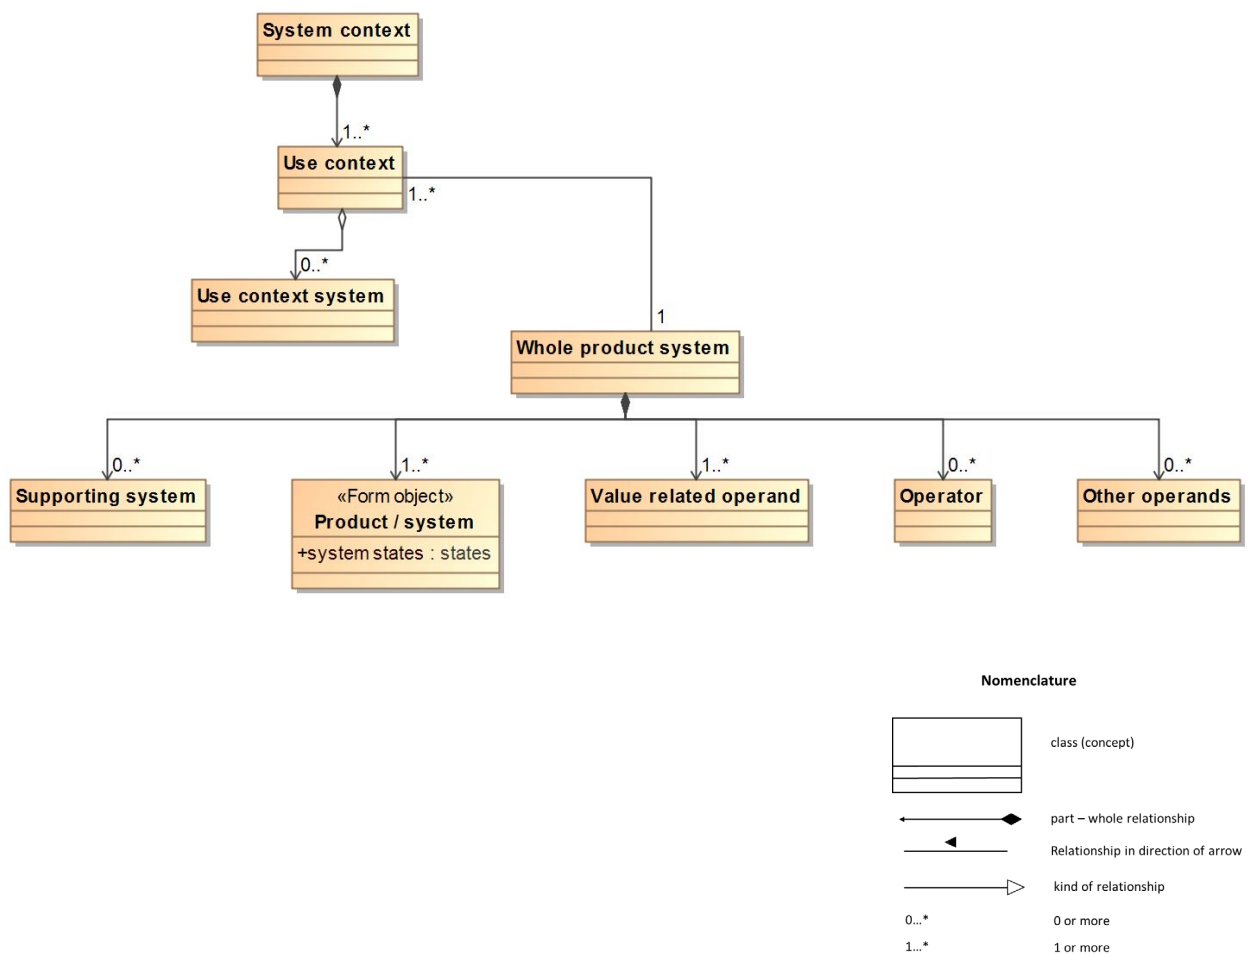 System context
1..*
Use context
1..*
0..*
Use context system
1
Whole product system
0..*
1..*
1..*
0..*
0..*
Supporting system
«Form object»
Product / system
+system states : states
Value related operand
Operator
Other operands
Nomenclature
class (concept)
part – whole relationship
Relationship in direction of arrow
kind of relationship
0...* 0 or more
1...* 1 or more